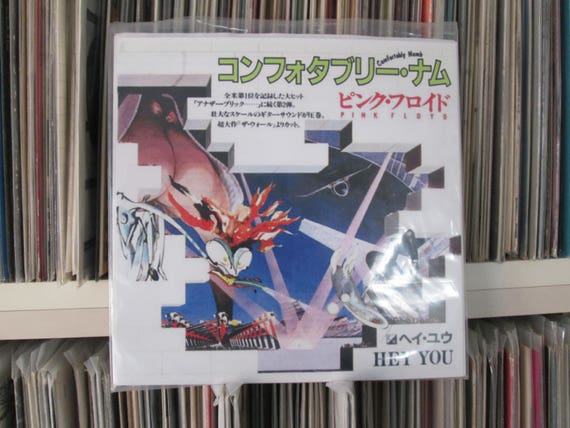 コンフォタブリー・ナム
Comfortably Numb
全米第1位を記録した大ヒット
「アナザー・ブリック……」に続く第2弾。
壮大なスケールのギター・サウンドが圧巻。
超大作『ザ・ウォール』よりカット。
ピンク・フロイド
PINK FLOYD
ヘイ・ユウ
HEY YOU